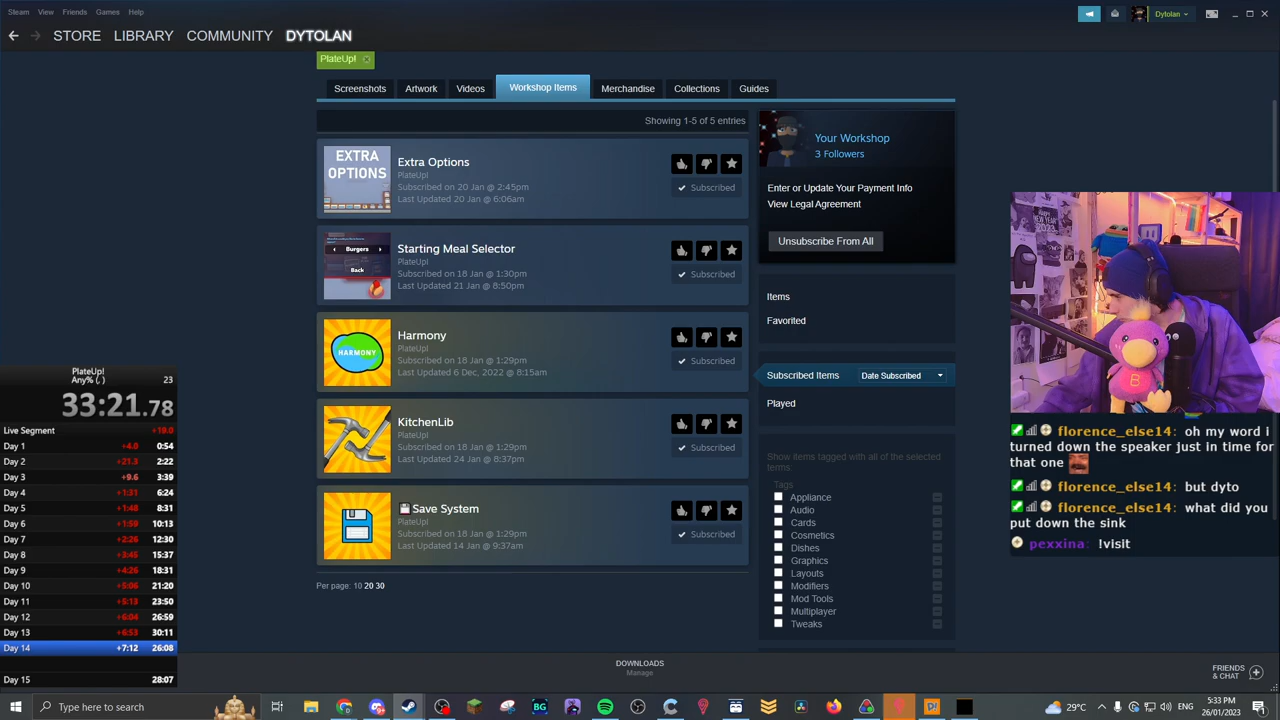 Steam View Friends Games Help
Dytolan
STORE LIBRARY COMMUNITY DYTOLAN
PlateUp!
Screenshots Artwork Videos Workshop Items Merchandise Collections Guides
Showing 1-5 of 5 entries
EXTRA
OPTIONS
Extra Options
PlateUp!
Subscribed on 20 Jan @ 2:45pm
Last Updated 20 Jan @ 6:06am
Subscribed
Burgers
Back
Starting Meal Selector
PlateUp!
Subscribed on 18 Jan @ 1:30pm
Last Updated 21 Jan @ 8:50pm
Subscribed
HARMONY
Harmony
PlateUp!
Subscribed on 18 Jan @ 1:29pm
Last Updated 6 Dec, 2022 @ 8:15am
Subscribed
KitchenLib
PlateUp!
Subscribed on 18 Jan @ 1:29pm
Last Updated 24 Jan @ 8:37pm
Subscribed
💾Save System
PlateUp!
Subscribed on 18 Jan @ 1:29pm
Last Updated 14 Jan @ 9:37am
Subscribed
Per page: 10 20 30
Your Workshop
3 Followers
Enter or Update Your Payment Info
View Legal Agreement
Unsubscribe From All
Items
Favorited
Subscribed Items Date Subscribed
Played
Show items tagged with all of the selected
terms:
Tags
Appliance
Audio
Cards
Cosmetics
Dishes
Graphics
Layouts
Modifiers
Mod Tools
Multiplayer
Tweaks
PlateUp!
Any% (, ) 23
33:21.78
Live Segment +19.0
Day 1 +4.0 0:54
Day 2 +21.3 2:22
Day 3 +9.6 3:39
Day 4 +1:31 6:24
Day 5 +1:48 8:31
Day 6 +1:59 10:13
Day 7 +2:26 12:30
Day 8 +3:45 15:37
Day 9 +4:26 18:31
Day 10 +5:06 21:20
Day 11 +5:13 23:50
Day 12 +6:04 26:59
Day 13 +6:53 30:11
Day 14 +7:12 26:08
Day 15 28:07
HAPPY
NEW YEAR
2023
B
florence_else14: oh my word i
turned down the speaker just in time for
that one
florence_else14: but dyto
florence_else14: what did you
put down the sink
pexxina: !visit
DOWNLOADS
Manage
FRIENDS
& CHAT
Type here to search
BG
D!
29°C
ENG
5:33 PM
26/01/2023